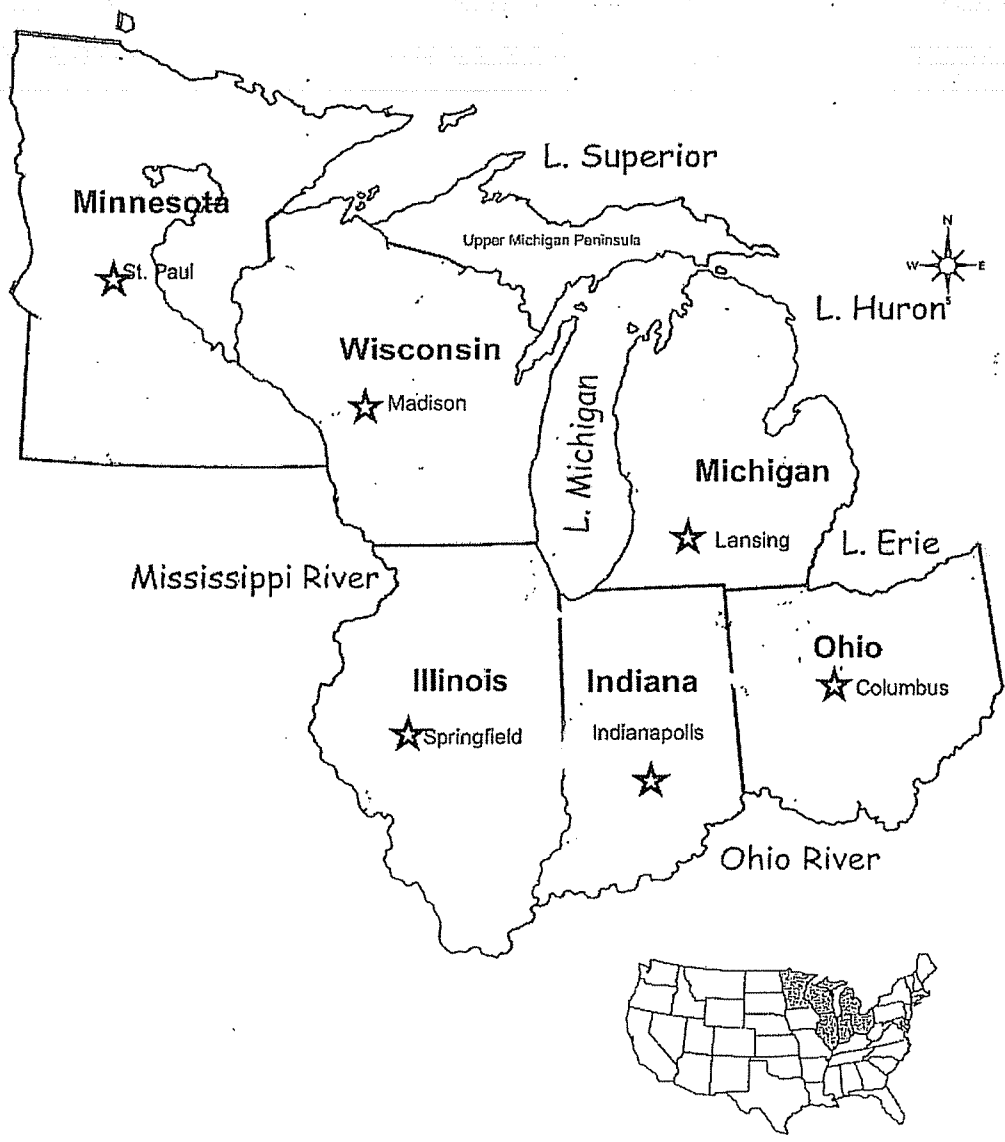 L. Superior
Minnesota
Upper Michigan Peninsula
N
W
E
S
St. Paul
L. Huron
Wisconsin
Madison
L. Michigan
Michigan
Lansing
L. Erie
Mississippi River
Ohio
Columbus
Illinois
Indiana
Springfield
Indianapolis
Ohio River